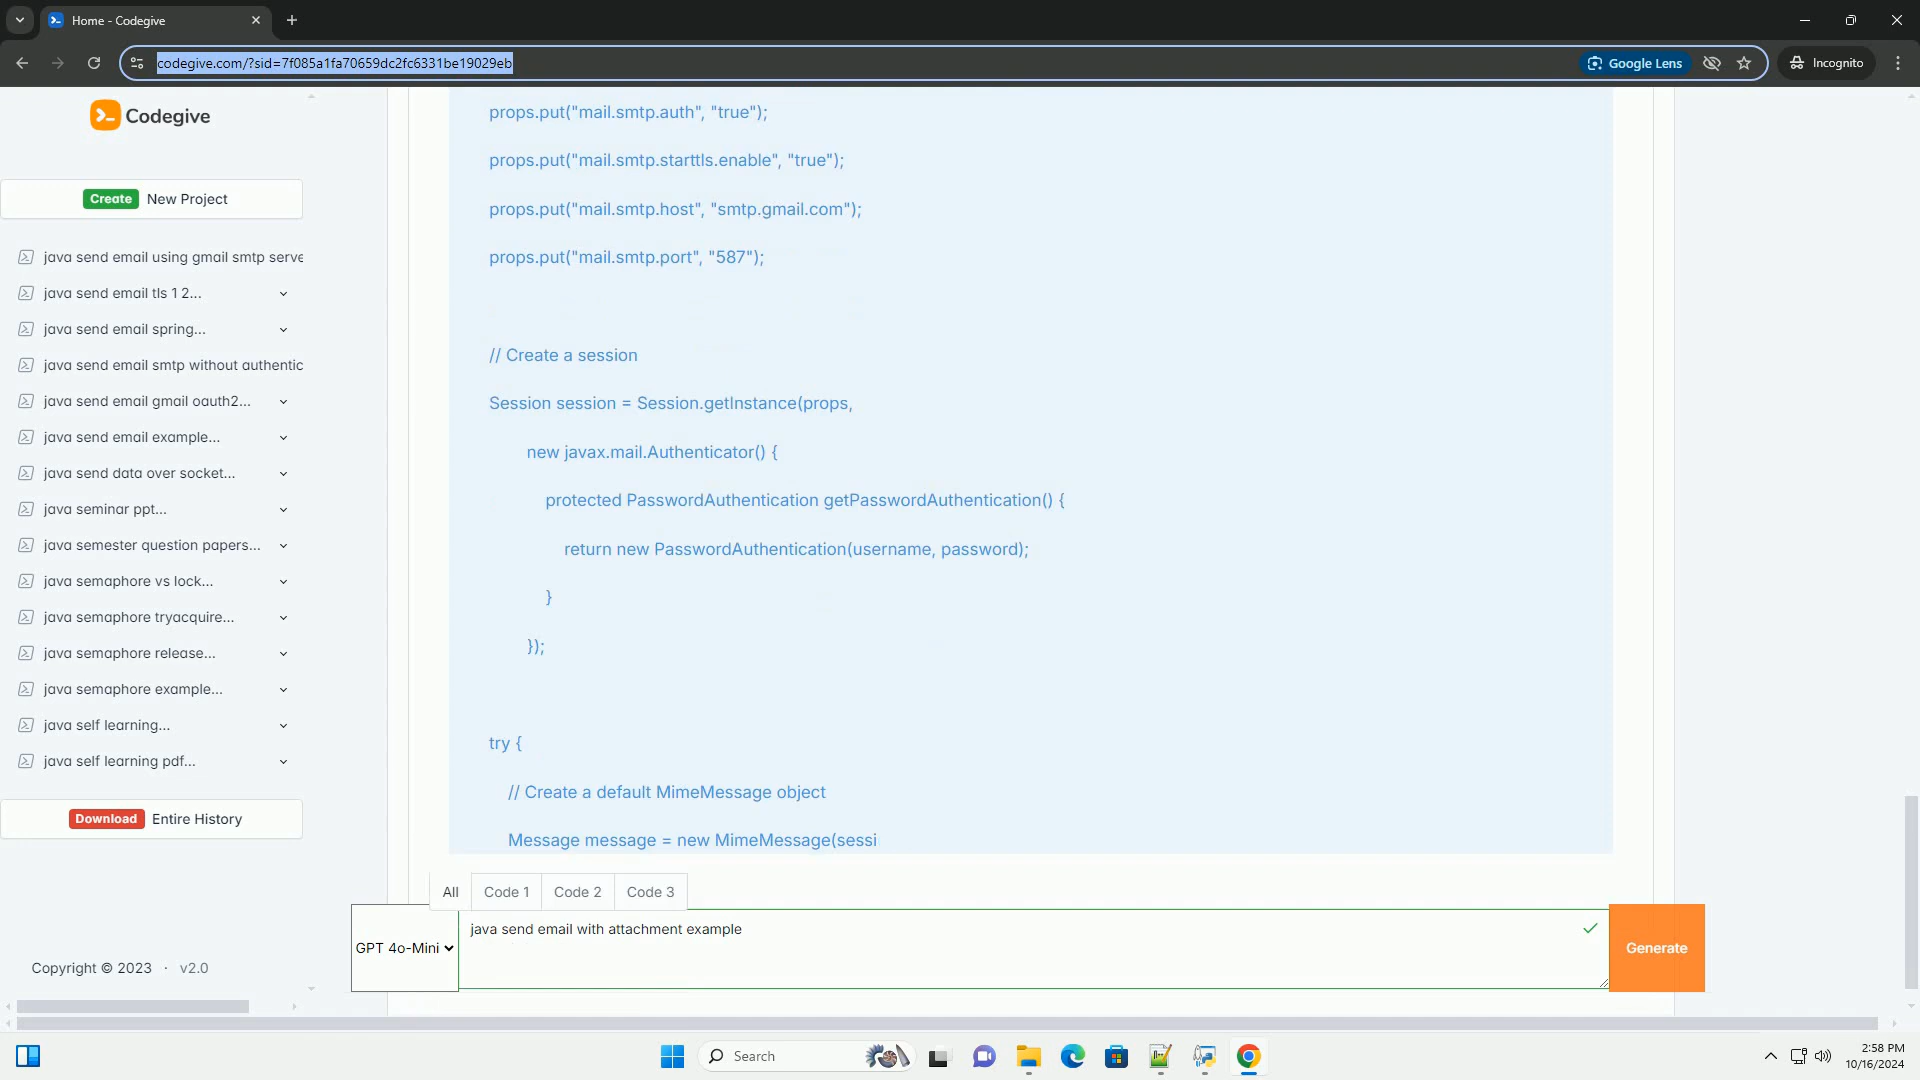 Home - Codegive
codegive.com/?sid=7f085a1fa70659dc2fc6331be19029eb
Google Lens
Incognito
Codegive
Create New Project
java send email using gmail smtp serve
java send email tls 1 2...
java send email spring...
java send email smtp without authentic
java send email gmail oauth2...
java send email example...
java send data over socket...
java seminar ppt...
java semester question papers...
java semaphore vs lock...
java semaphore tryacquire...
java semaphore release...
java semaphore example...
java self learning...
java self learning pdf...
Download Entire History
Copyright © 2023 · v2.0
props.put("mail.smtp.auth", "true");
props.put("mail.smtp.starttls.enable", "true");
props.put("mail.smtp.host", "smtp.gmail.com");
props.put("mail.smtp.port", "587");
// Create a session
Session session = Session.getInstance(props,
new javax.mail.Authenticator() {
protected PasswordAuthentication getPasswordAuthentication() {
return new PasswordAuthentication(username, password);
}
});
try {
// Create a default MimeMessage object
Message message = new MimeMessage(sessi
All Code 1 Code 2 Code 3
GPT 4o-Mini
java send email with attachment example
Generate
Search
2:58 PM
10/16/2024